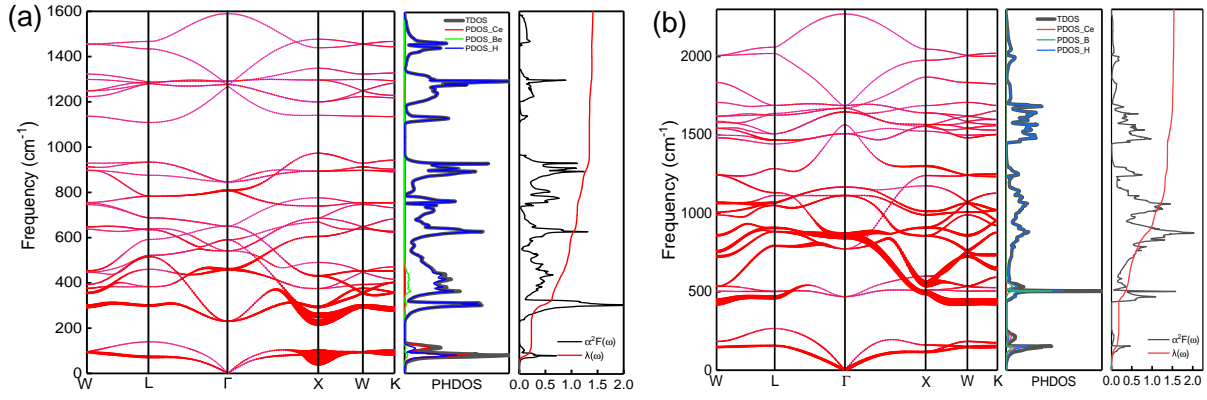 (a)
Frequency (cm⁻¹)
1600
1400
1200
1000
800
600
400
200
0
W L Γ X W K
TDOS
PDOS_Ce
PDOS_Be
PDOS_H
PHDOS
α²F(ω)
λ(ω)
0.0 0.5 1.0 1.5 2.0
(b)
Frequency (cm⁻¹)
2000
1500
1000
500
0
W L Γ X W K
TDOS
PDOS_Ce
PDOS_B
PDOS_H
PHDOS
α²F(ω)
λ(ω)
0.0 0.5 1.0 1.5 2.0